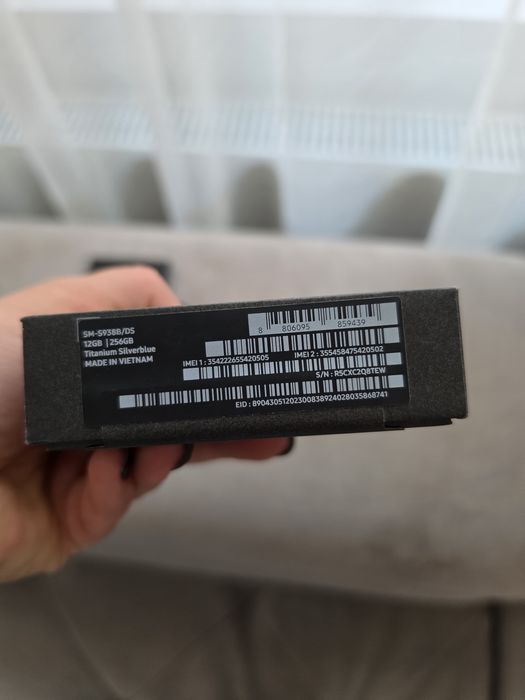 SM-S938B/DS
12GB | 256GB
Titanium Silverblue
MADE IN VIETNAM
8 806095 859439
IMEI 1 : 354222655420505
IMEI 2 : 355458475420502
S/N : R5CXC2Q8TEW
EID : 89043051202300838924028035868741